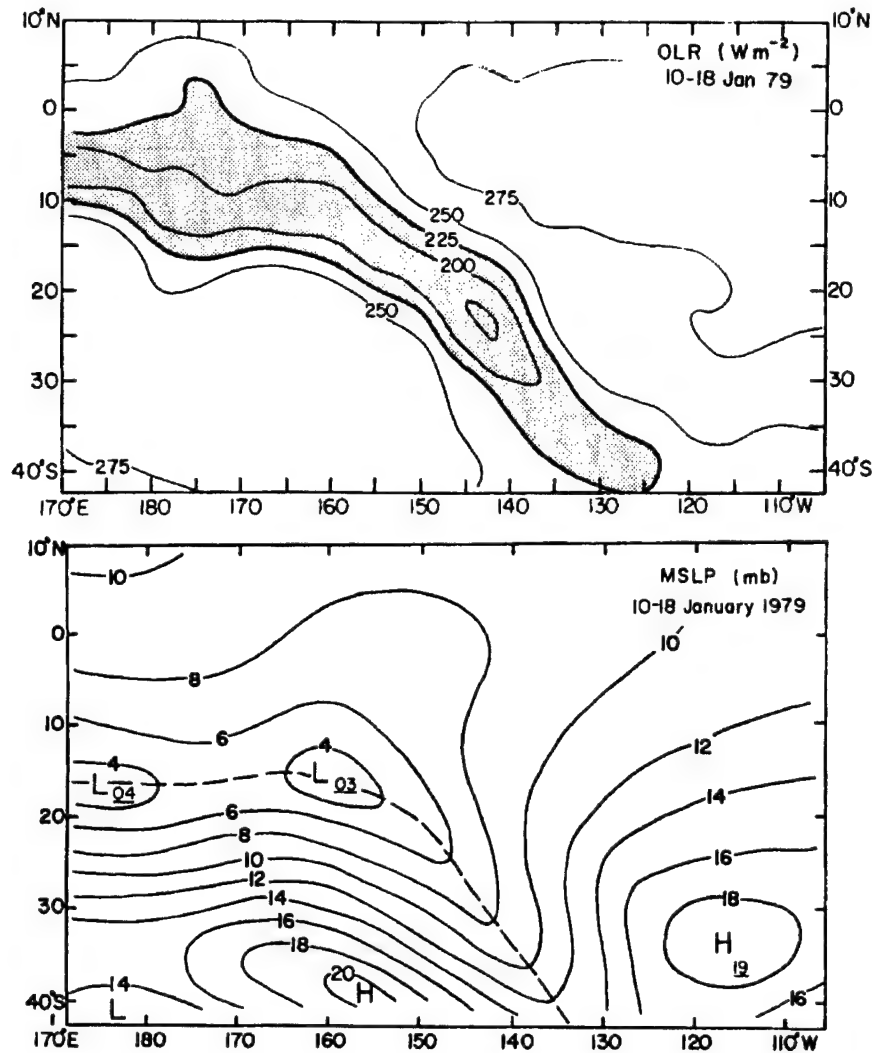 10°N
10°N
OLR (Wm⁻²)
10-18 Jan 79
0
0
275
10
10
250
225
200
20
20
250
30
30
275
40°S
40°S
170°E 180 170 160 150 140 130 120 110°W
10°N
10
MSLP (mb)
10-18 January 1979
0
10
8
10
6
12
4
4
L 04
L 03
14
20
6
8
16
10
12
14
18
30
16
18
H 19
20
H
14
L
16
40°S
170°E 180 170 160 150 140 130 120 110°W